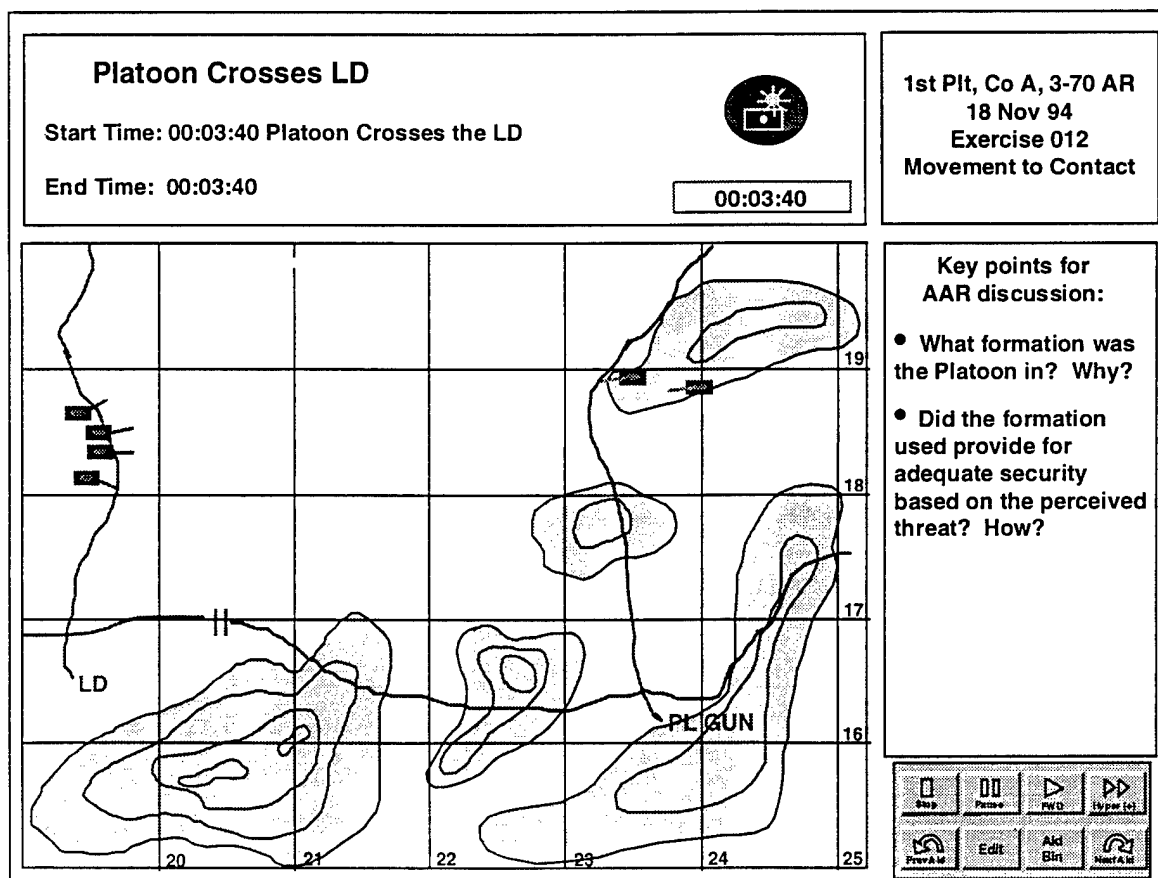 Platoon Crosses LD
Start Time: 00:03:40 Platoon Crosses the LD
End Time: 00:03:40
00:03:40
1st Plt, Co A, 3-70 AR
18 Nov 94
Exercise 012
Movement to Contact
19
18
17
16
LD
PL GUN
20
21
22
23
24
25
Key points for
AAR discussion:
• What formation was
the Platoon in? Why?
• Did the formation
used provide for
adequate security
based on the perceived
threat? How?
Stop
Pause
FWD
Hyper [+]
Prev Aid
Edit
Aid
Bin
Next Aid